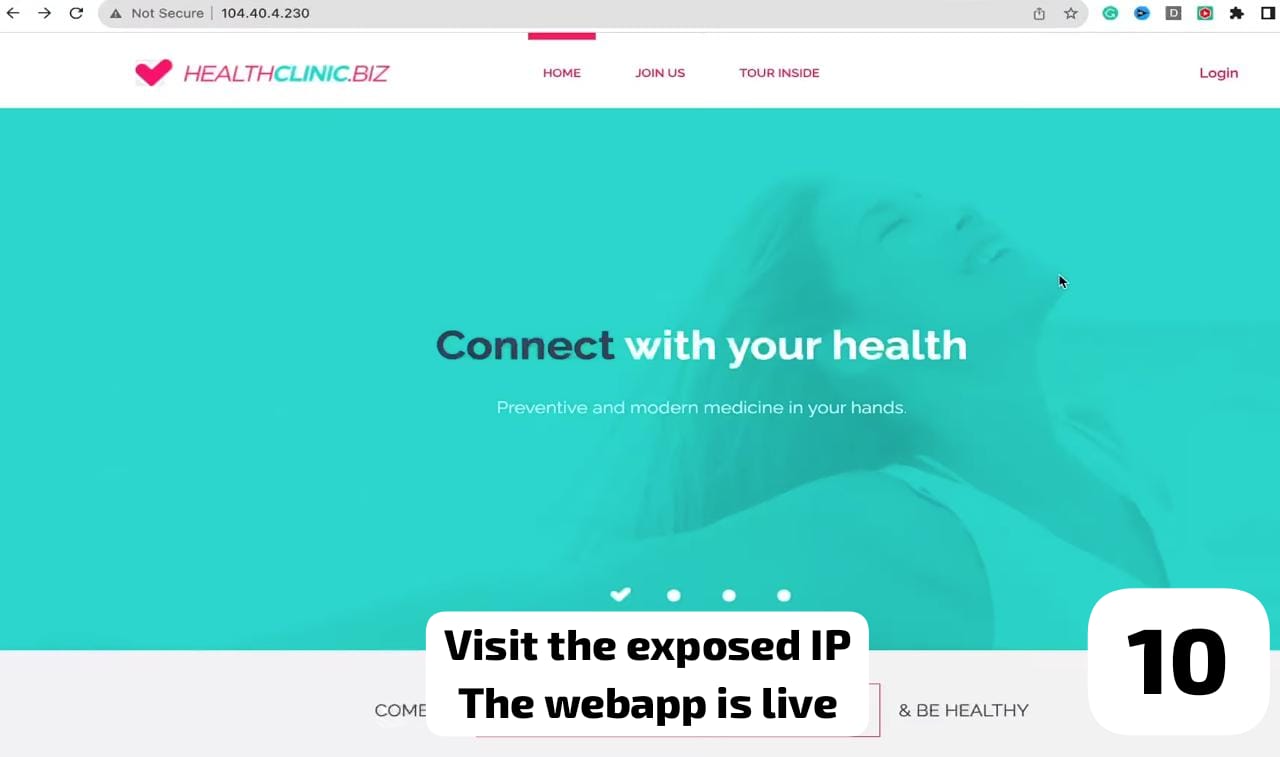 Not Secure | 104.40.4.230
HEALTHCLINIC.BIZ
HOME
JOIN US
TOUR INSIDE
Login
Connect with your health
Preventive and modern medicine in your hands.
Visit the exposed IP
The webapp is live
10
COME
& BE HEALTHY